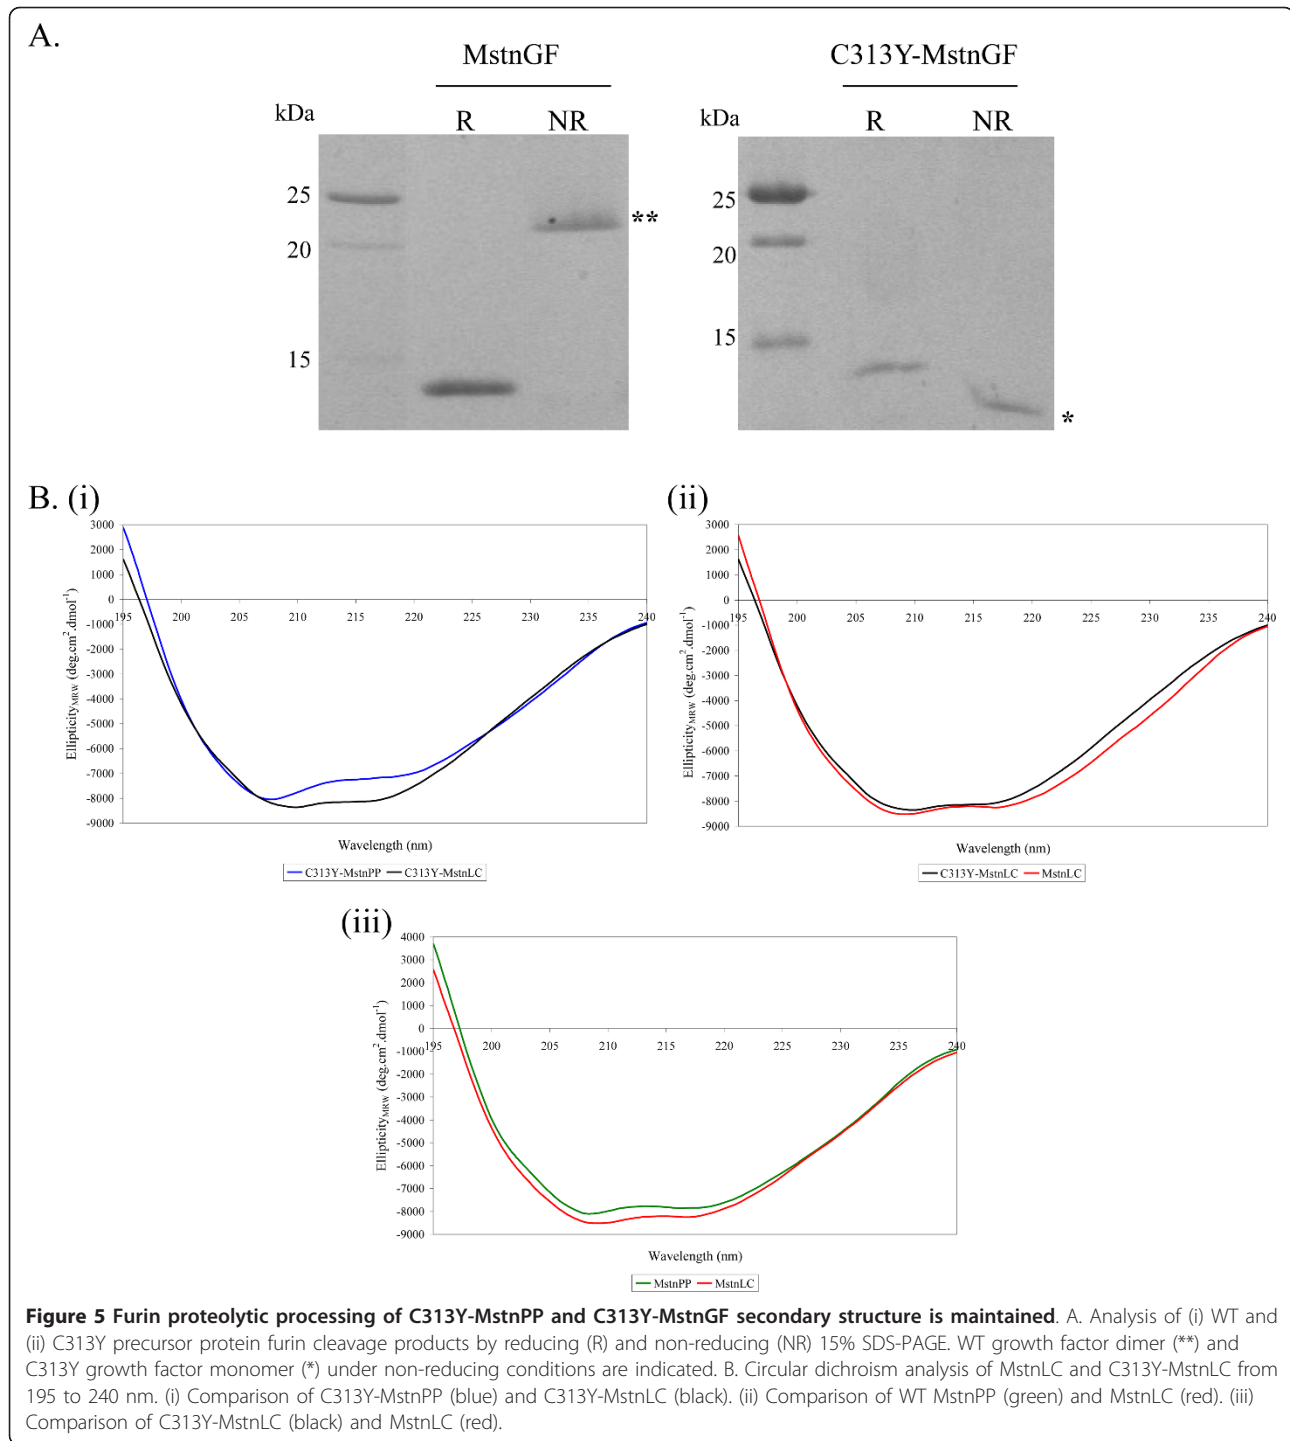 A.
MstnGF
C313Y-MstnGF
kDa
R
NR
kDa
R
NR
25
20
15
**
25
20
15
*
B. (i)
3000
2000
1000
0
-1000
-2000
-3000
-4000
-5000
-6000
-7000
-8000
-9000
195 200 205 210 215 220 225 230 235 240
Ellipticity_MRW (deg.cm².dmol⁻¹)
Wavelength (nm)
C313Y-MstnPP C313Y-MstnLC
(ii)
3000
2000
1000
0
-1000
-2000
-3000
-4000
-5000
-6000
-7000
-8000
-9000
195 200 205 210 215 220 225 230 235 240
Ellipticity_MRW (deg.cm².dmol⁻¹)
Wavelength (nm)
C313Y-MstnLC MstnLC
(iii)
4000
3000
2000
1000
0
-1000
-2000
-3000
-4000
-5000
-6000
-7000
-8000
-9000
195 200 205 210 215 220 225 230 235 240
Ellipticity_MRW (deg.cm².dmol⁻¹)
Wavelength (nm)
MstnPP MstnLC
Figure 5 Furin proteolytic processing of C313Y-MstnPP and C313Y-MstnGF secondary structure is maintained. A. Analysis of (i) WT and
(ii) C313Y precursor protein furin cleavage products by reducing (R) and non-reducing (NR) 15% SDS-PAGE. WT growth factor dimer (**) and
C313Y growth factor monomer (*) under non-reducing conditions are indicated. B. Circular dichroism analysis of MstnLC and C313Y-MstnLC from
195 to 240 nm. (i) Comparison of C313Y-MstnPP (blue) and C313Y-MstnLC (black). (ii) Comparison of WT MstnPP (green) and MstnLC (red). (iii)
Comparison of C313Y-MstnLC (black) and MstnLC (red).